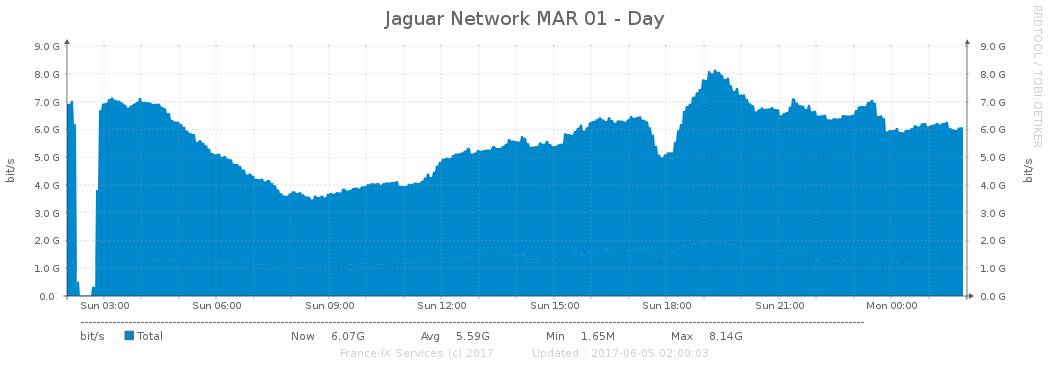 Jaguar Network MAR 01 - Day
RRDTOOL / TOBI OETIKER
9.0 G 9.0 G
8.0 G 8.0 G
7.0 G 7.0 G
6.0 G 6.0 G
5.0 G 5.0 G
4.0 G 4.0 G
3.0 G 3.0 G
2.0 G 2.0 G
1.0 G 1.0 G
0.0 0.0 G
bit/s
bit/s
Sun 03:00 Sun 06:00 Sun 09:00 Sun 12:00 Sun 15:00 Sun 18:00 Sun 21:00 Mon 00:00
bit/s Total Now 6.07G Avg 5.59G Min 1.65M Max 8.14G
France-IX Services (c) 2017 Updated : 2017-06-05 02:00:03